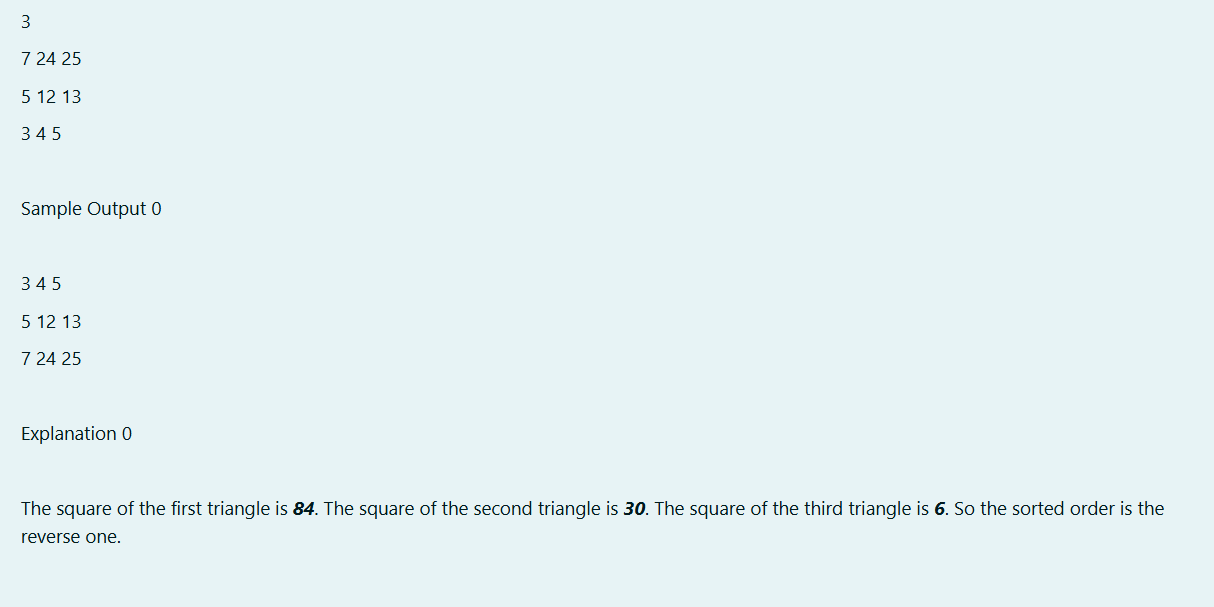 3
7 24 25
5 12 13
3 4 5
Sample Output 0
3 4 5
5 12 13
7 24 25
Explanation 0
The square of the first triangle is 84. The square of the second triangle is 30. The square of the third triangle is 6. So the sorted order is the
reverse one.